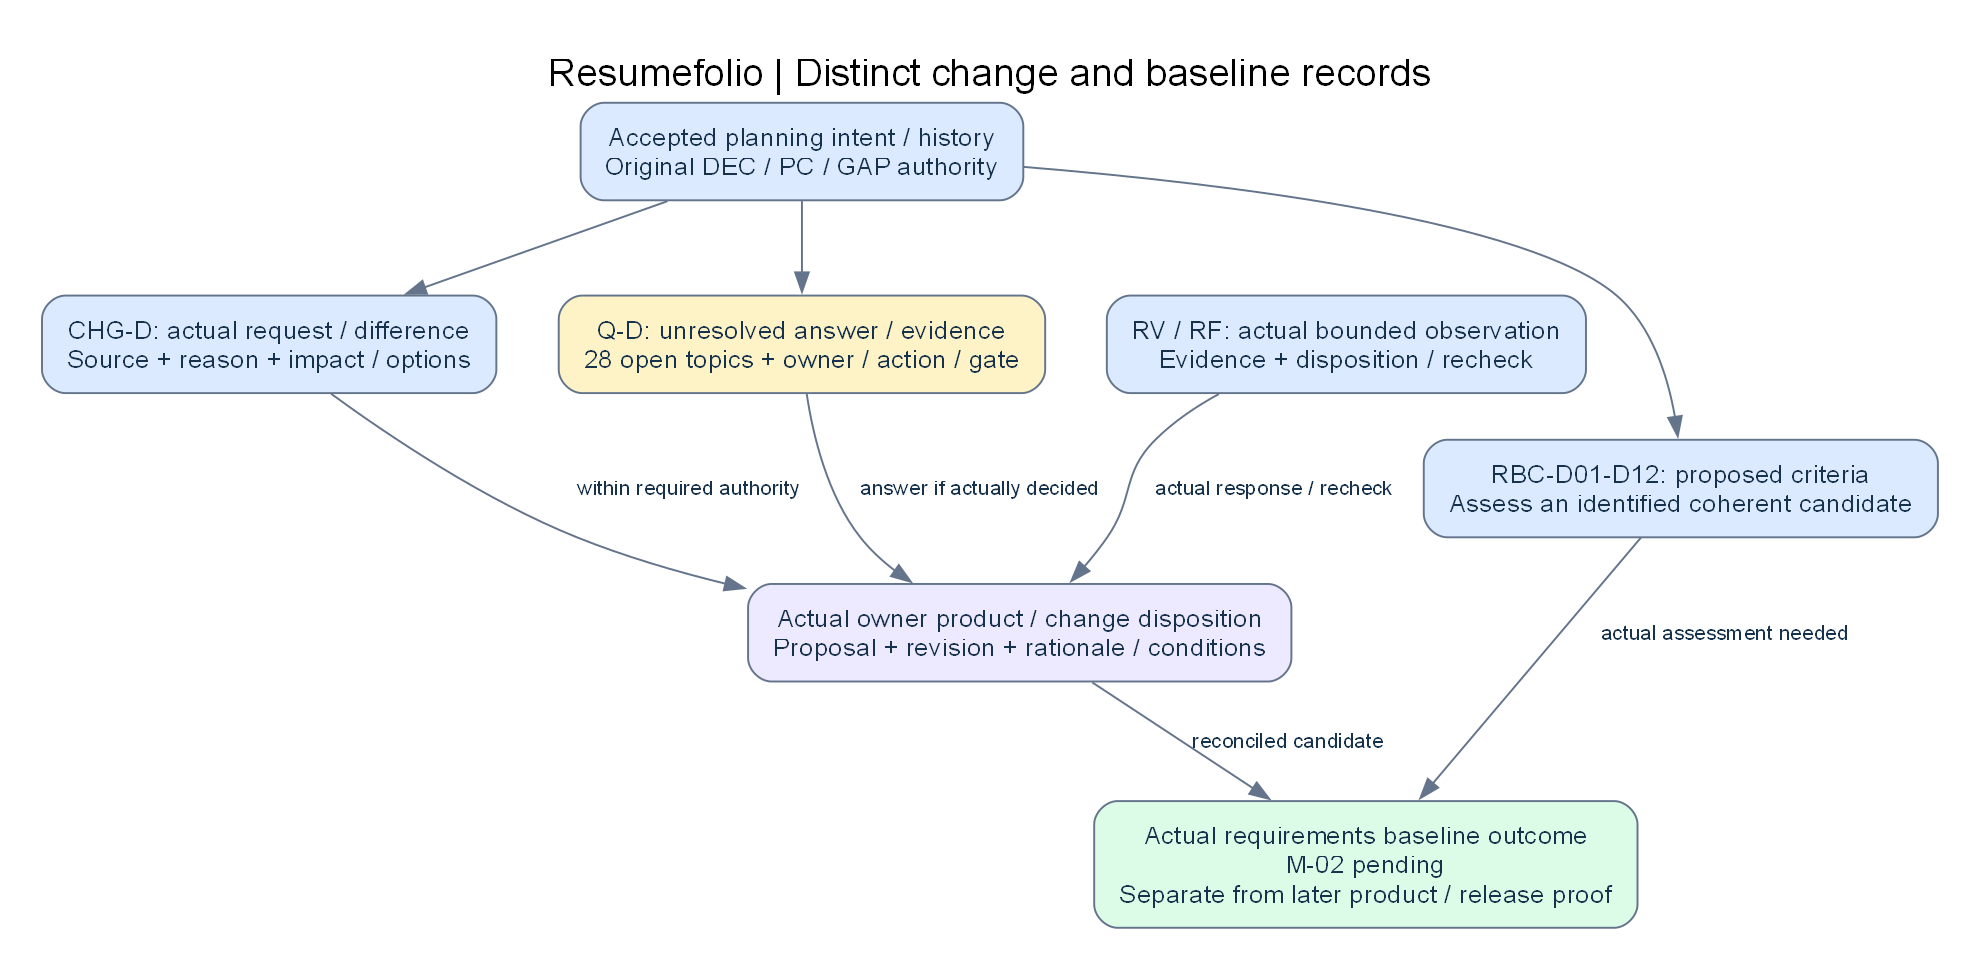 Resumefolio | Distinct change and baseline records
Accepted planning intent / history
Original DEC / PC / GAP authority
CHG-D: actual request / difference
Source + reason + impact / options
Q-D: unresolved answer / evidence
28 open topics + owner / action / gate
RV / RF: actual bounded observation
Evidence + disposition / recheck
RBC-D01-D12: proposed criteria
Assess an identified coherent candidate
within required authority
answer if actually decided
actual response / recheck
Actual owner product / change disposition
Proposal + revision + rationale / conditions
actual assessment needed
reconciled candidate
Actual requirements baseline outcome
M-02 pending
Separate from later product / release proof